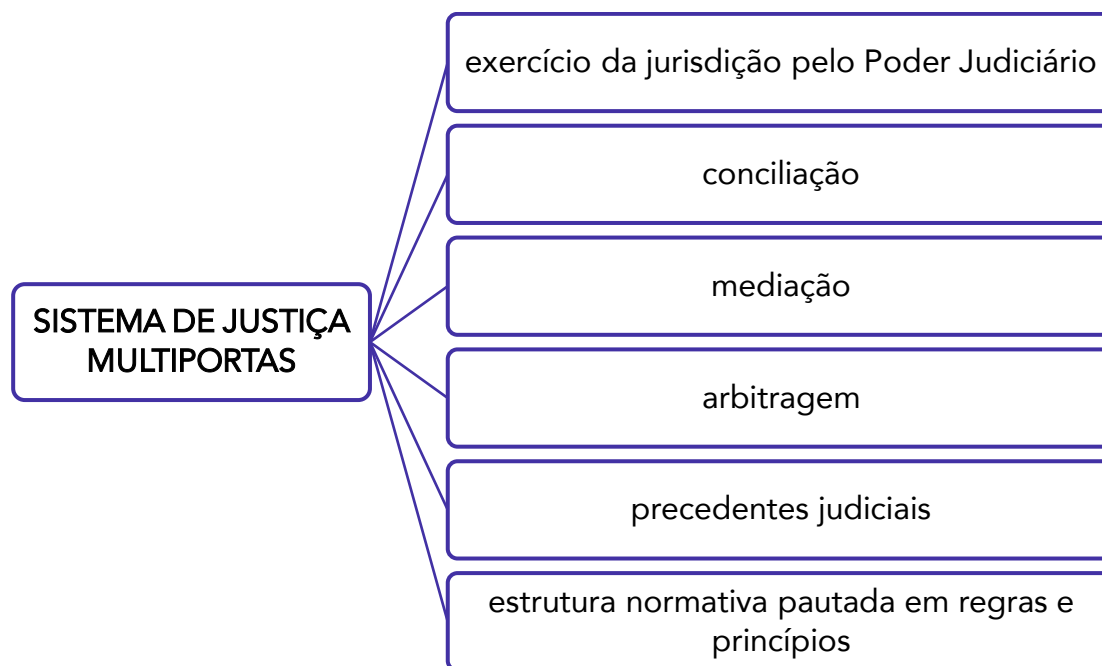 exercício da jurisdição pelo Poder Judiciário
conciliação
mediação
SISTEMA DE JUSTIÇA
MULTIPORTAS
arbitragem
precedentes judiciais
estrutura normativa pautada em regras e
princípios